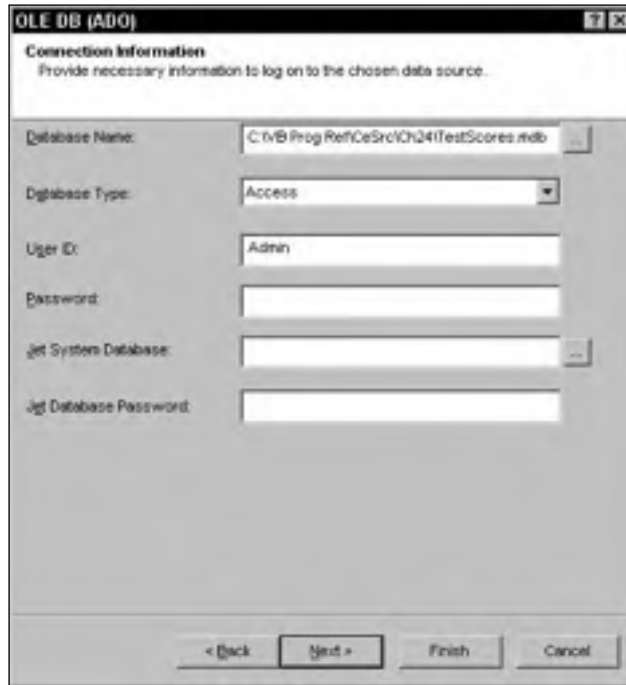 OLE DB (ADO)
Connection Information
Provide necessary information to log on to the chosen data source.
Database Name:
C:\VB Prog Ref\CeSrc\Ch24\TestScores.mdb
...
Database Type:
Access
User ID:
Admin
Password:
Jet System Database:
...
Jet Database Password:
< Back
Next >
Finish
Cancel